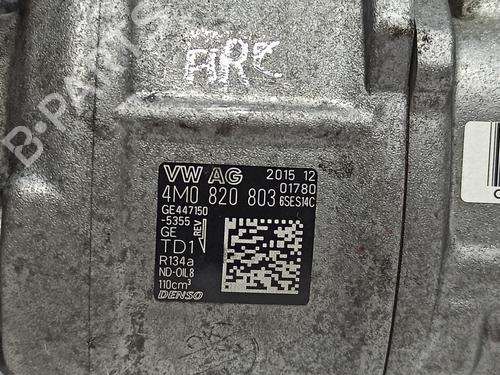 AIRC
B-PARTS
VW AG 2015 12
01780
4M0 820 803 6SES14C
GE447150
-5355 REV
GE
TD1
R134a
ND-OIL8
110cm³
DENSO